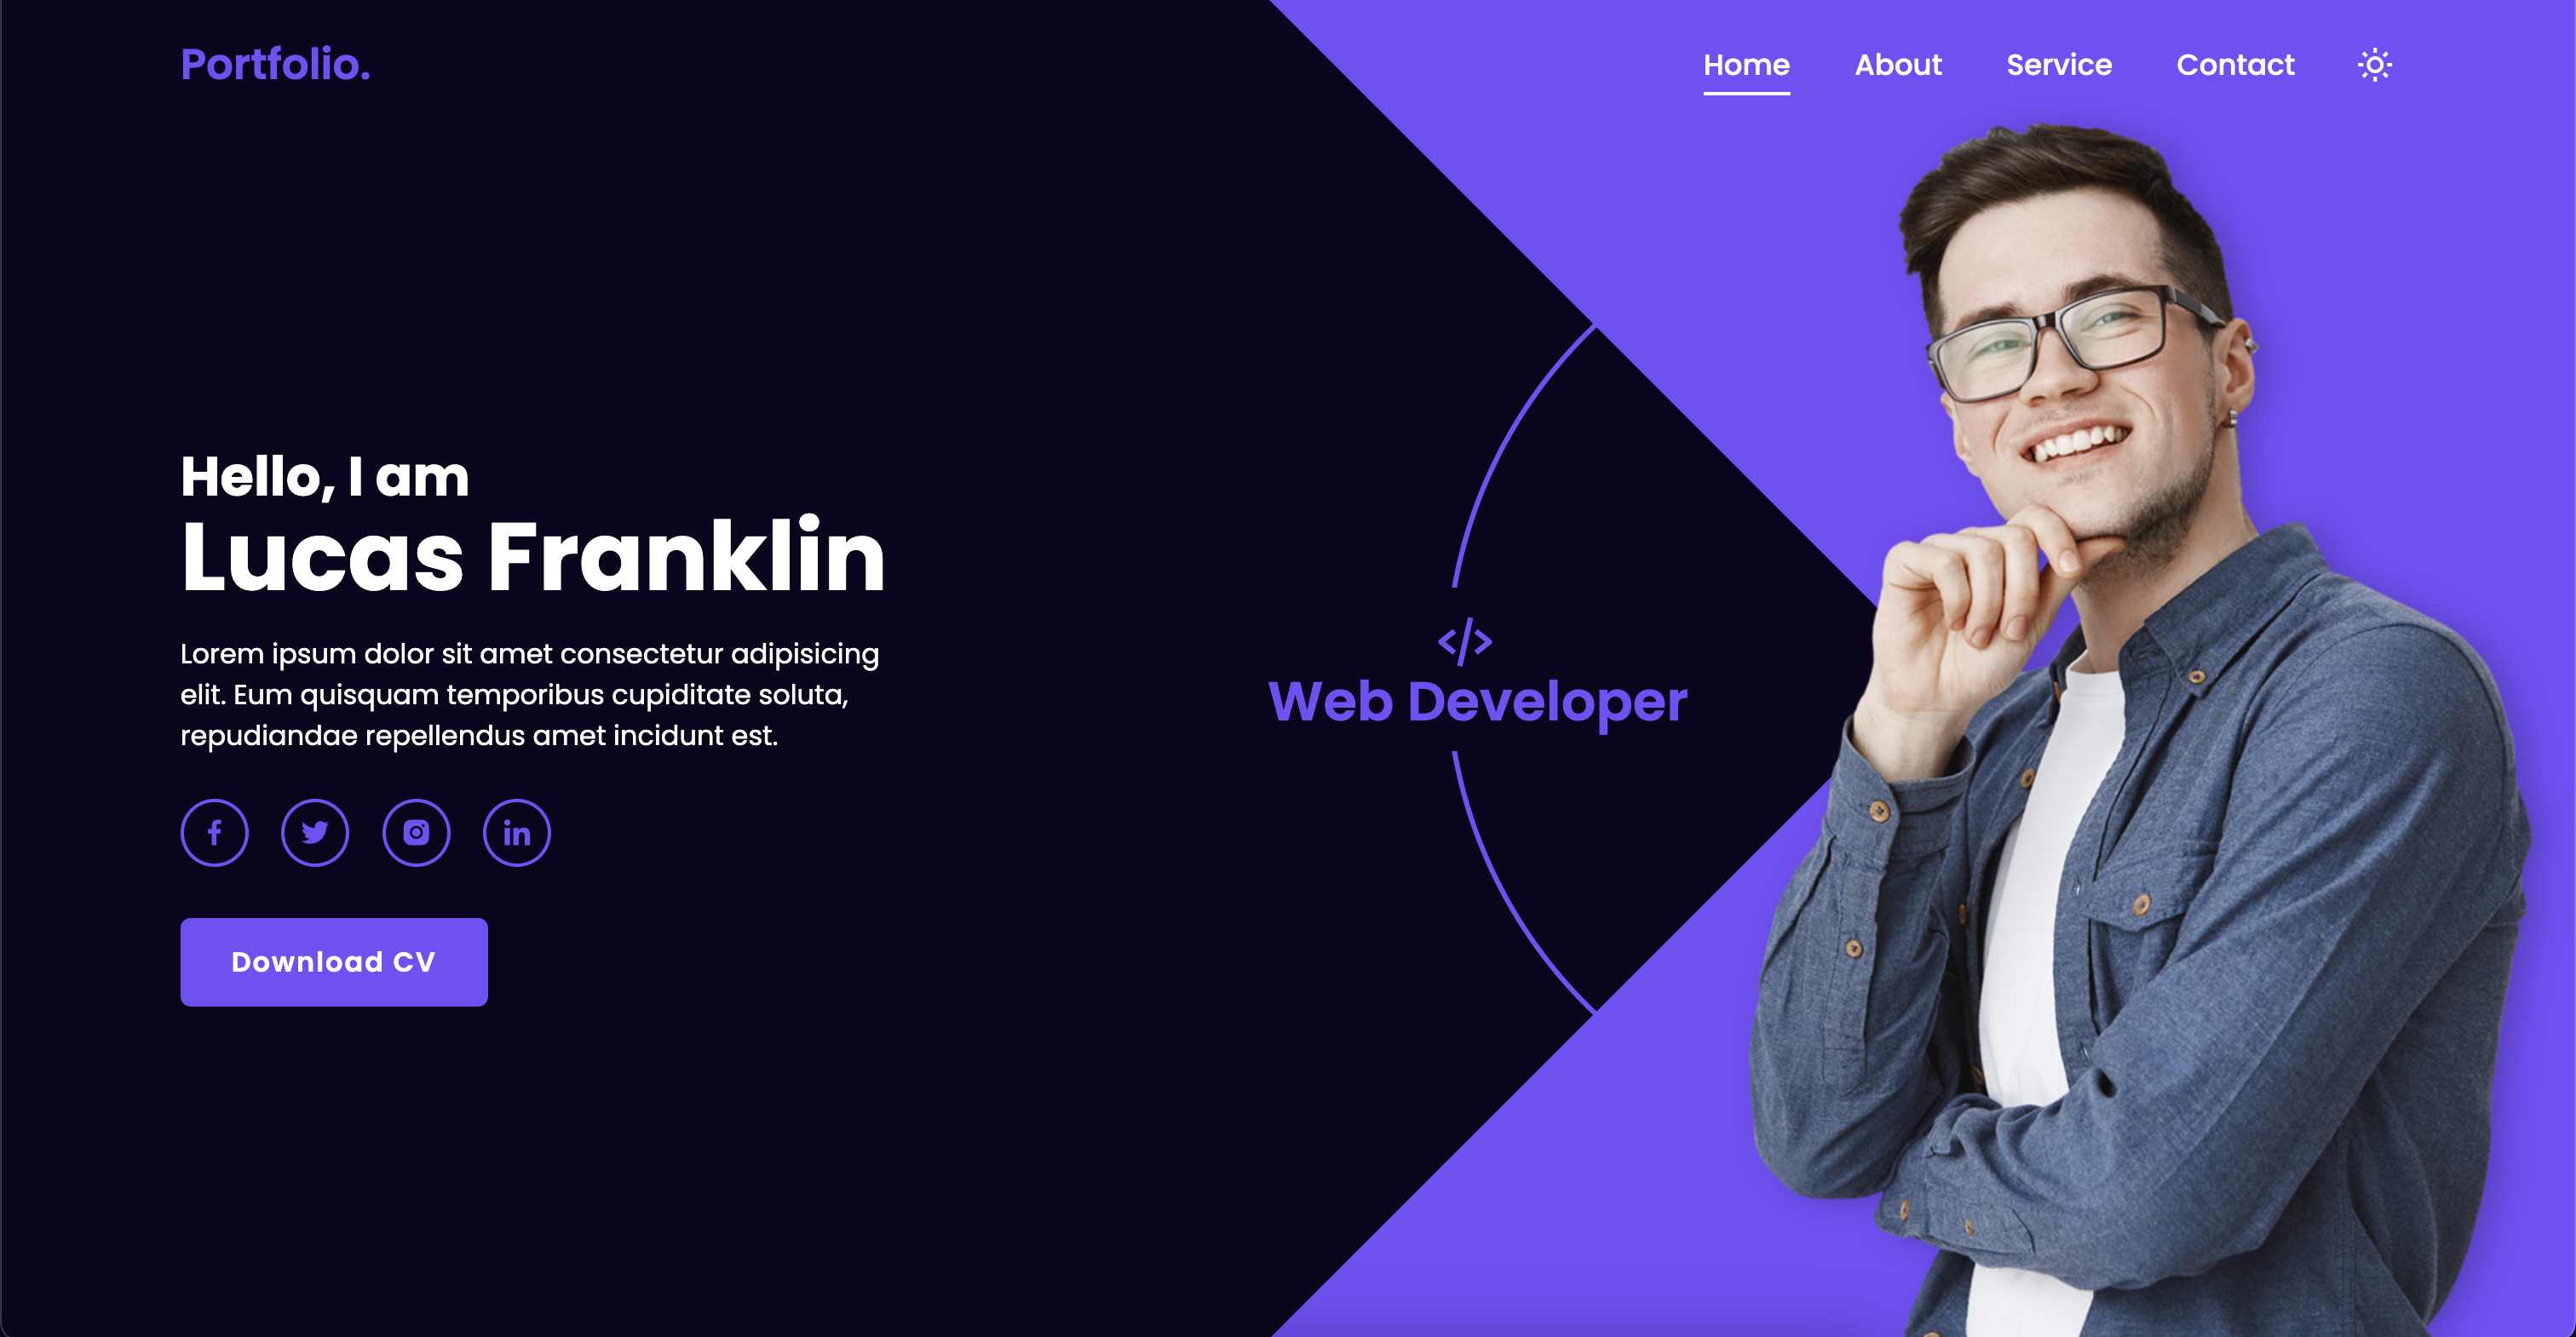 Portfolio.
Home About Service Contact
Hello, I am
Lucas Franklin
Lorem ipsum dolor sit amet consectetur adipisicing
elit. Eum quisquam temporibus cupiditate soluta,
repudiandae repellendus amet incidunt est.
Download CV
</>
Web Developer